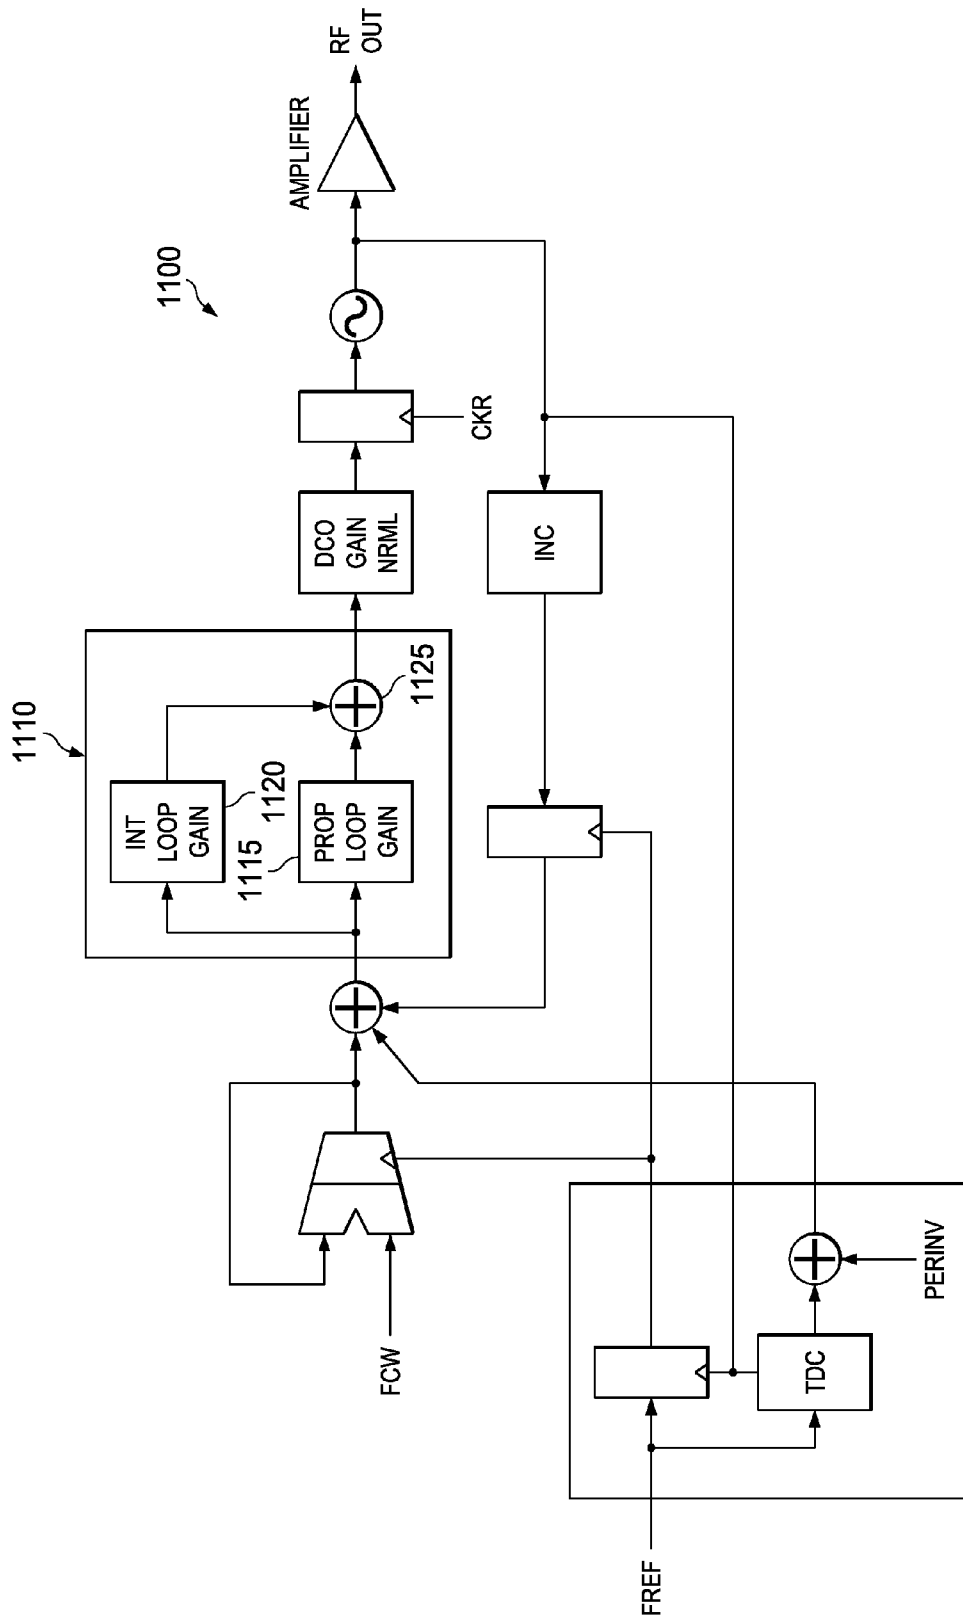 1100
1110
INT
LOOP
GAIN
1120
PROP
LOOP
GAIN
1115
1125
DCO
GAIN
NRML
CKR
AMPLIFIER
RF
OUT
INC
FCW
FREF
TDC
PERINV